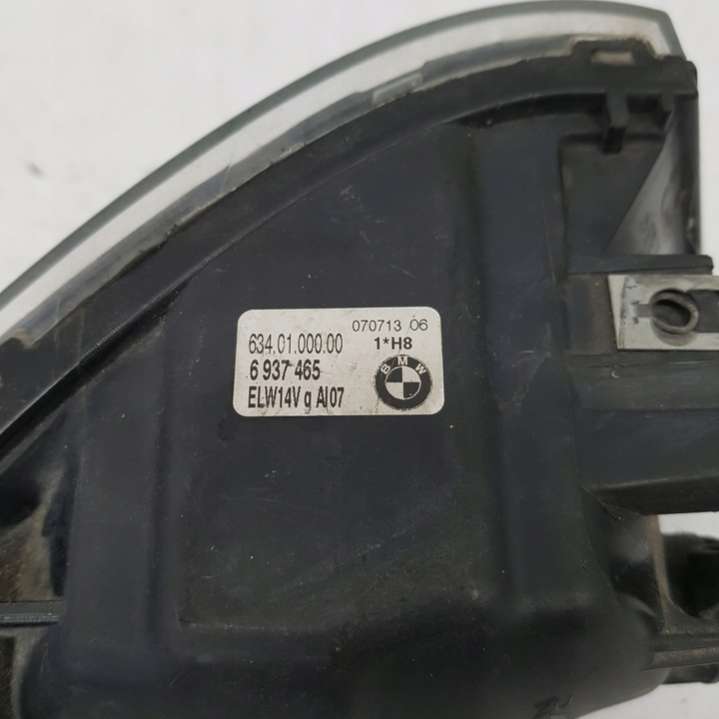 070713 06
634.01.000.00 1*H8
6 937 465
ELW14V g AI07
BMW